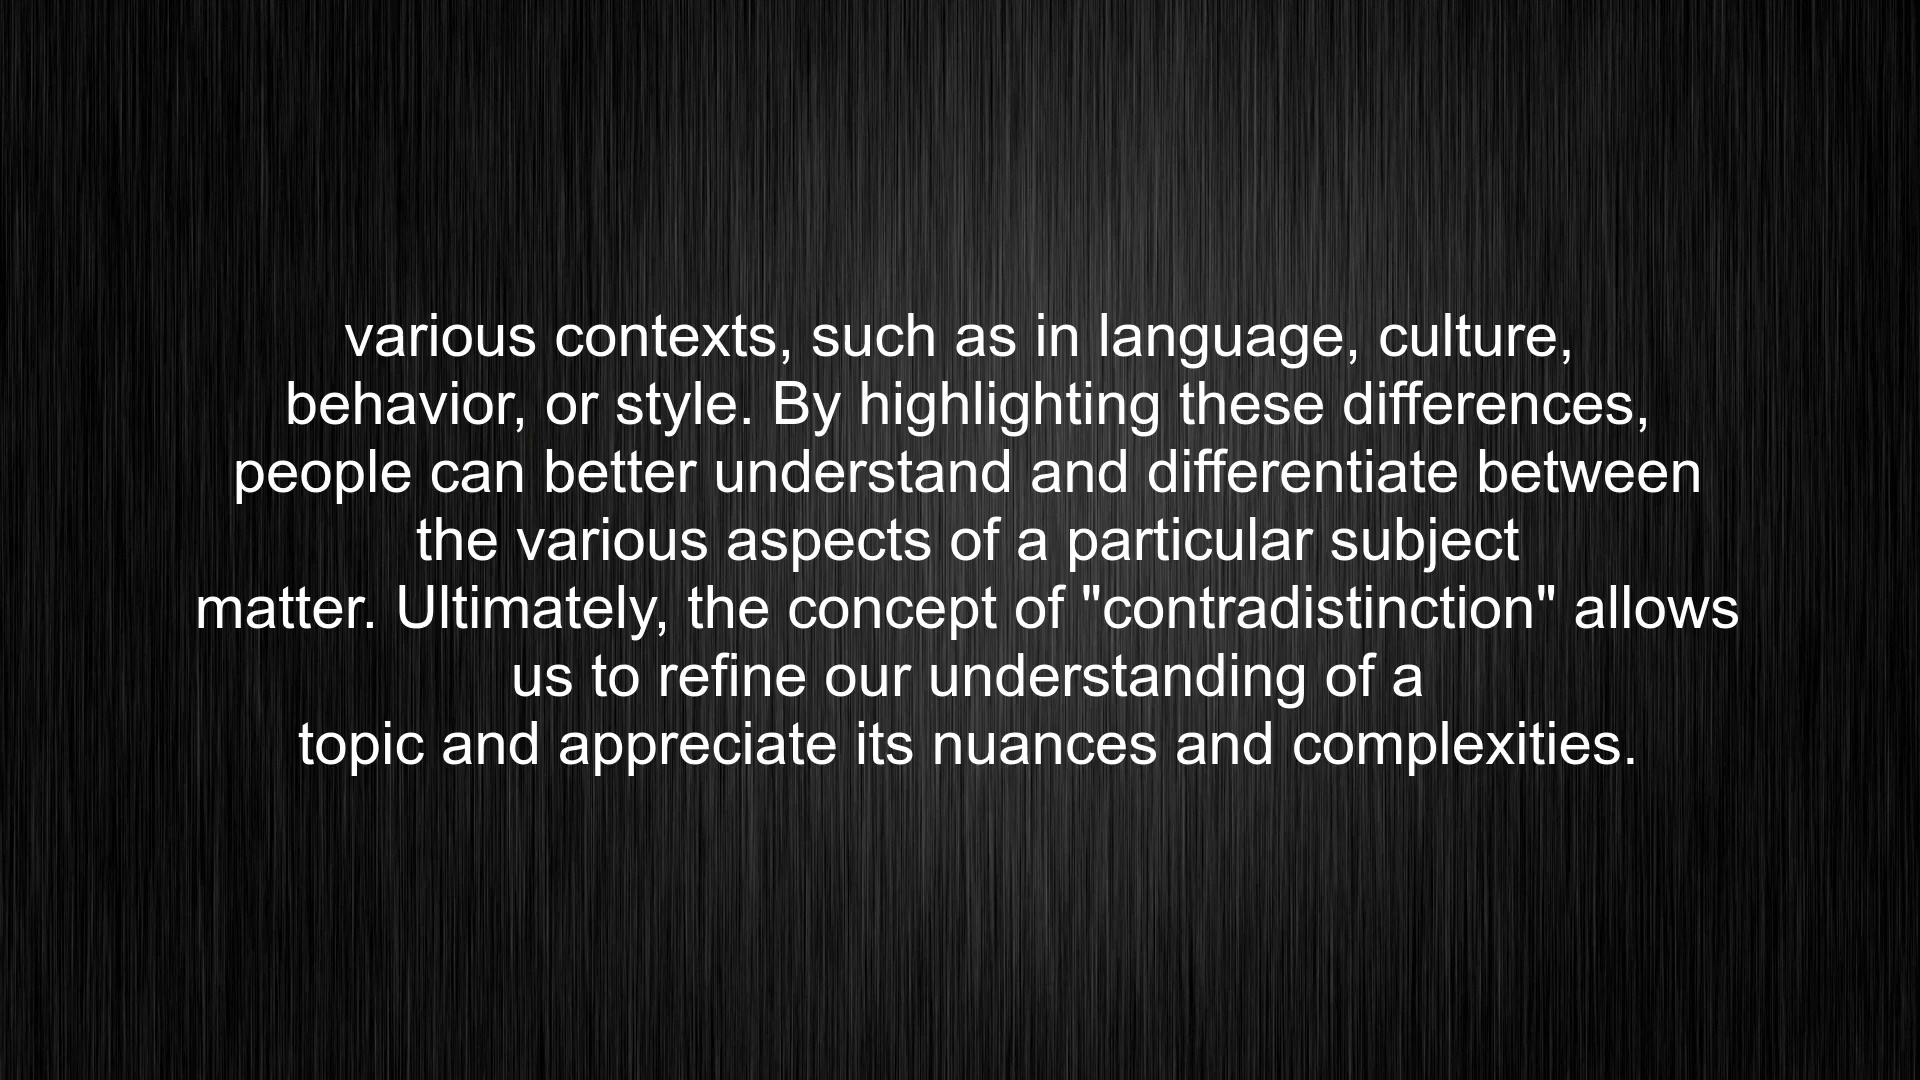 various contexts, such as in language, culture,
behavior, or style. By highlighting these differences,
people can better understand and differentiate between
the various aspects of a particular subject
matter. Ultimately, the concept of "contradistinction" allows
us to refine our understanding of a
topic and appreciate its nuances and complexities.